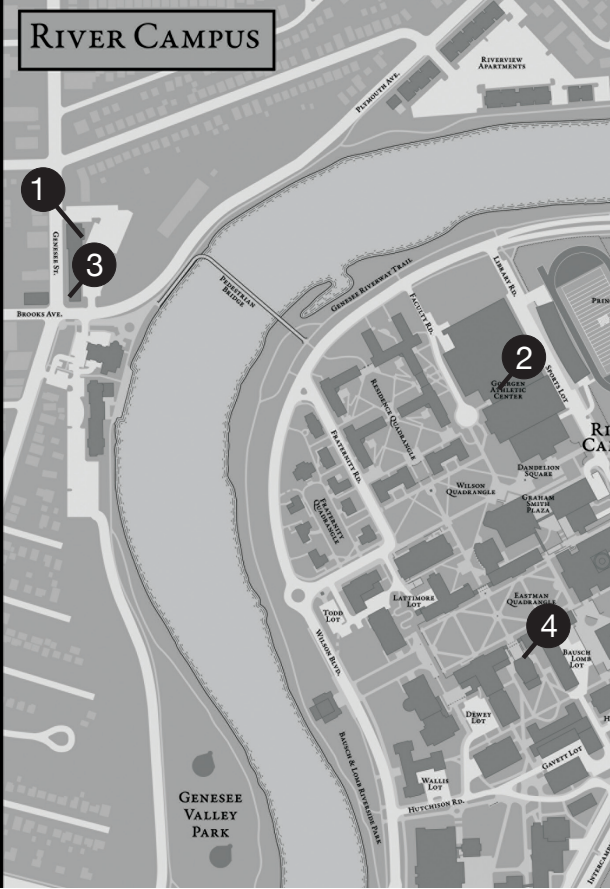 River Campus
Riverview
Apartments
Plymouth Ave.
1
Genesee St.
3
Brooks Ave.
Pedestrian
Bridge
Genesee Riverway Trail
Faculty Rd.
Library Rd.
2
Goergen
Athletic
Center
Sports Lot
Residence Quadrangle
Fraternity Rd.
Fraternity
Quadrangle
Wilson
Quadrangle
Dandelion
Square
Graham
Smith
Plaza
Eastman
Quadrangle
4
Todd
Lot
Lattimore
Lot
Wilson Blvd.
Bausch
Lomb
Lot
Dewey
Lot
Gavett Lot
Wallis
Lot
Hutchison Rd.
Bausch & Lomb Riverside Park
Genesee
Valley
Park